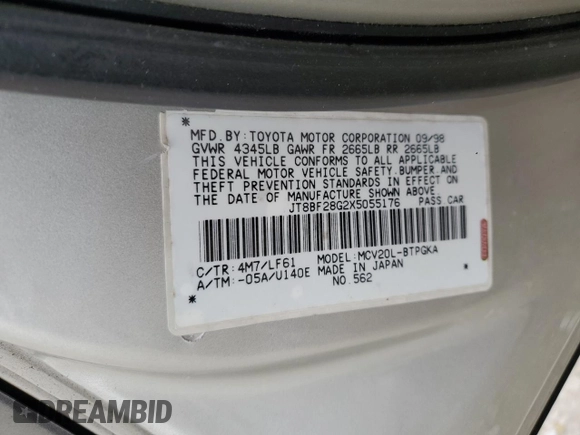 MFD. BY: TOYOTA MOTOR CORPORATION 09/98
GVWR 4345LB GAWR FR 2665LB RR 2665LB
THIS VEHICLE CONFORMS TO ALL APPLICABLE
FEDERAL MOTOR VEHICLE SAFETY, BUMPER, AND
THEFT PREVENTION STANDARDS IN EFFECT ON
THE DATE OF MANUFACTURE SHOWN ABOVE.
JT8BF28G2X5055176 PASS. CAR
C/TR: 4M7/LF61 MODEL: MCV20L-BTPGKA
A/TM: -05A/U140E MADE IN JAPAN
NO. 562
DREAMBID